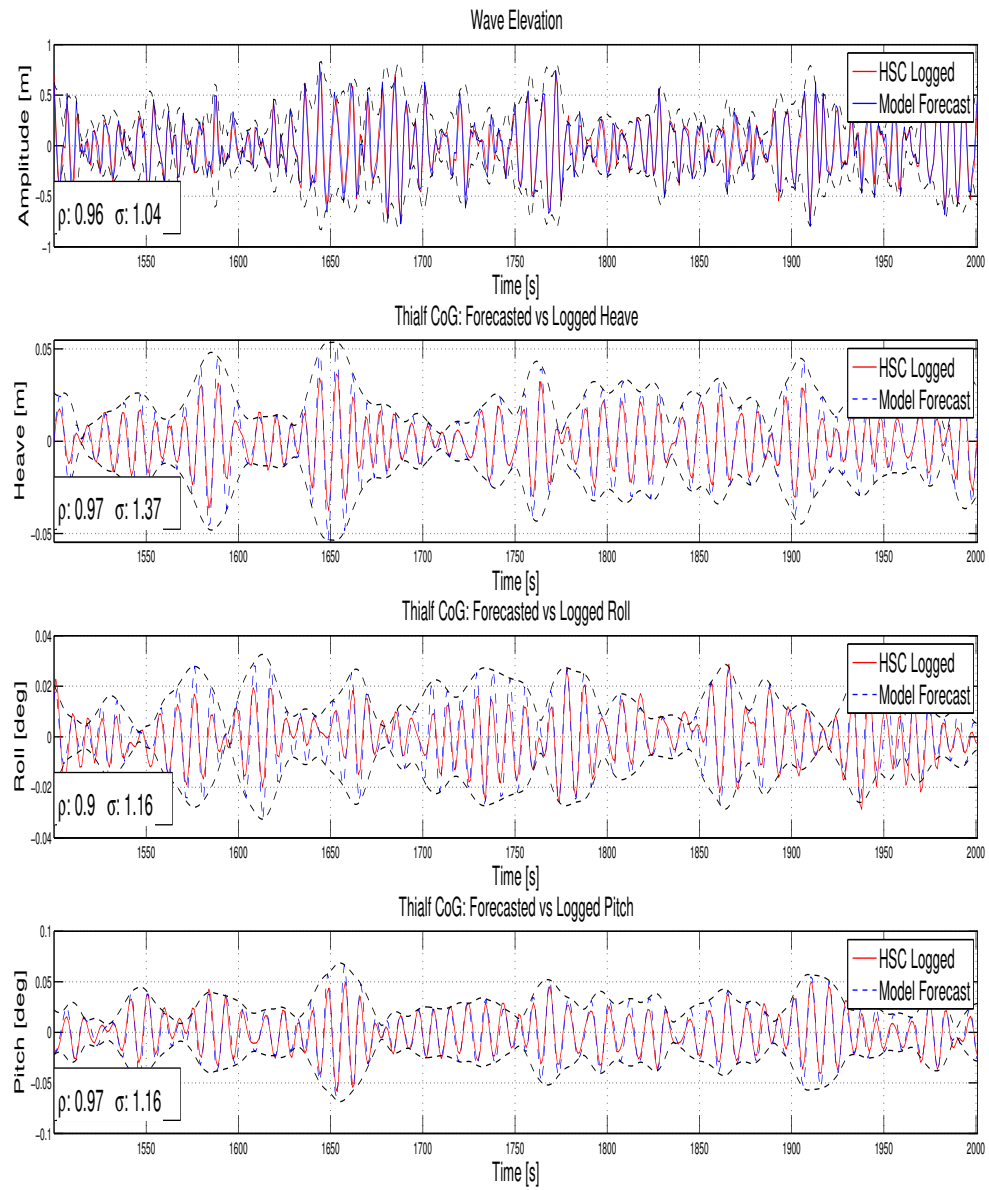 Wave Elevation
Amplitude [m]
1
0.5
0
−0.5
−1
HSC Logged
Model Forecast
ρ: 0.96 σ: 1.04
1550 1600 1650 1700 1750 1800 1850 1900 1950 2000
Time [s]
Thialf CoG: Forecasted vs Logged Heave
Heave [m]
0.05
0
−0.05
HSC Logged
Model Forecast
ρ: 0.97 σ: 1.37
1550 1600 1650 1700 1750 1800 1850 1900 1950 2000
Time [s]
Thialf CoG: Forecasted vs Logged Roll
Roll [deg]
0.04
0.02
0
−0.02
−0.04
HSC Logged
Model Forecast
ρ: 0.9 σ: 1.16
1550 1600 1650 1700 1750 1800 1850 1900 1950 2000
Time [s]
Thialf CoG: Forecasted vs Logged Pitch
Pitch [deg]
0.1
0.05
0
−0.05
−0.1
HSC Logged
Model Forecast
ρ: 0.97 σ: 1.16
1550 1600 1650 1700 1750 1800 1850 1900 1950 2000
Time [s]